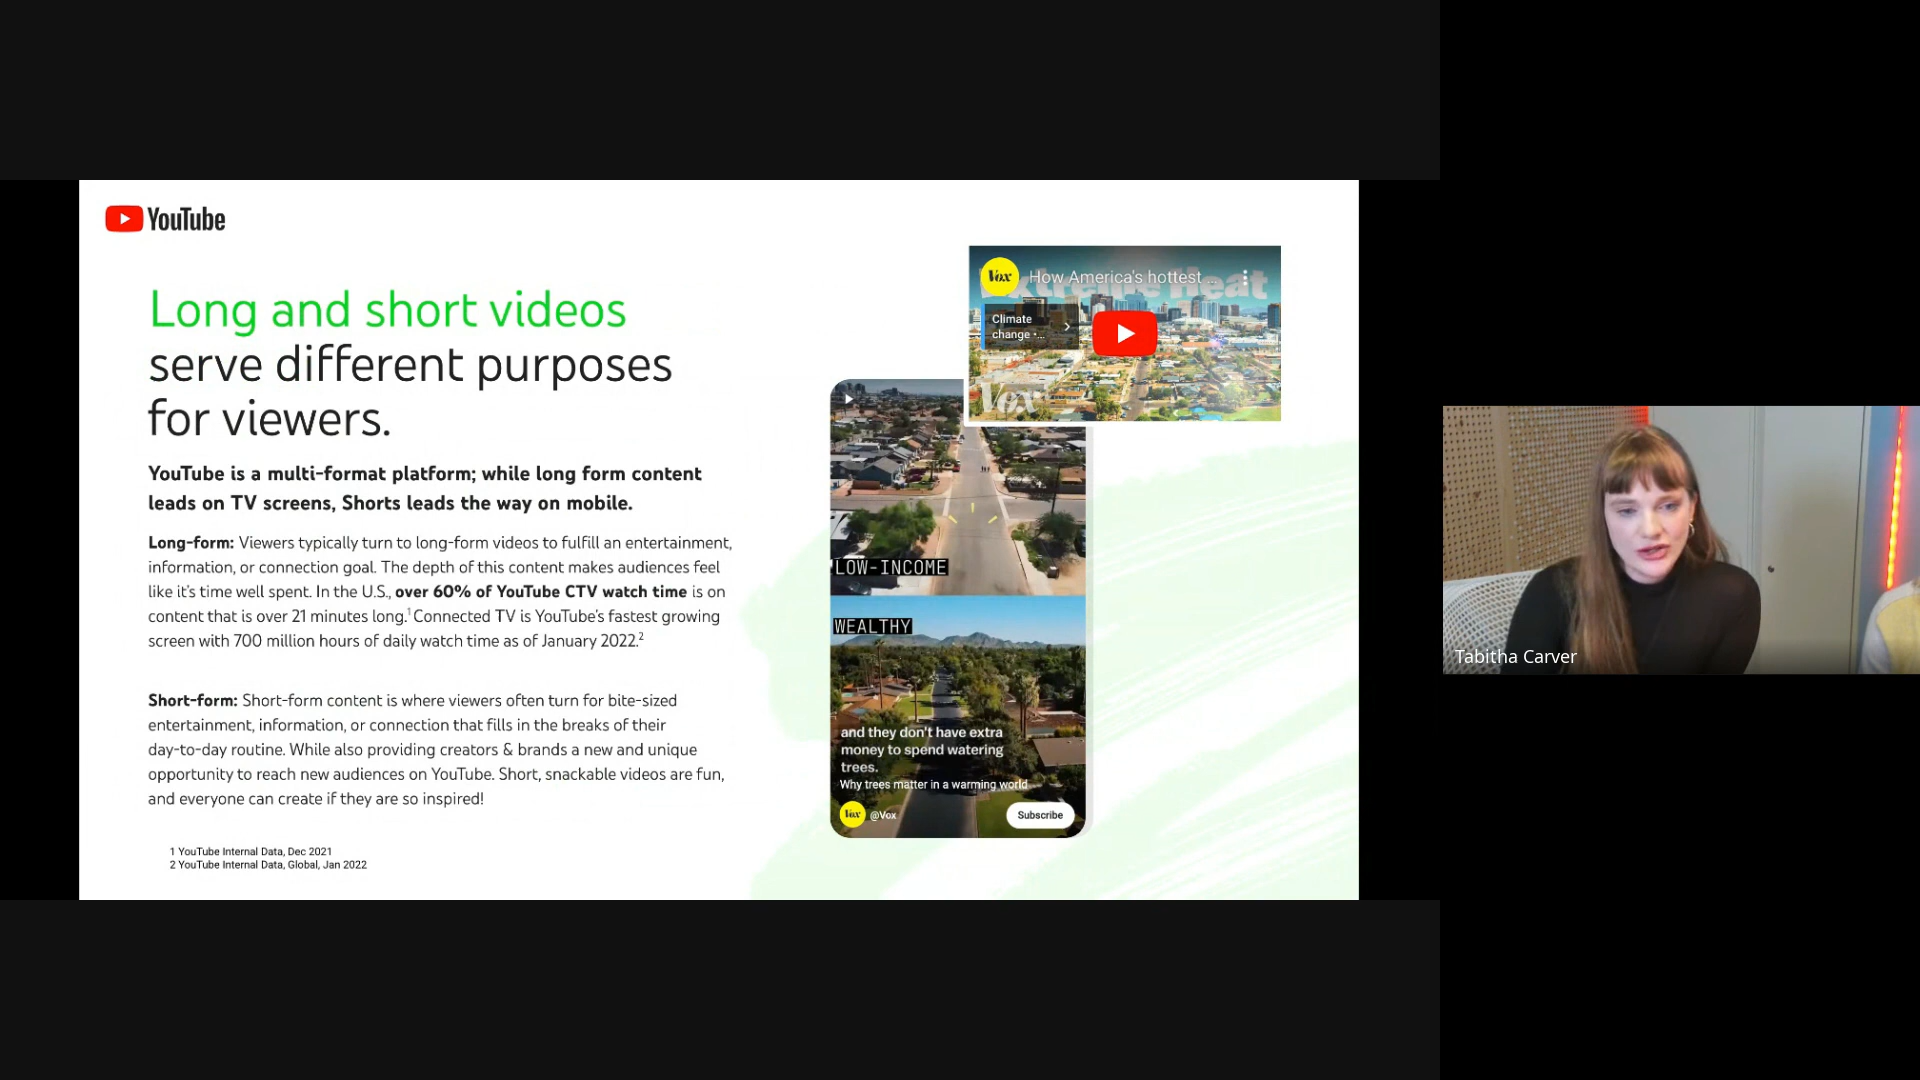 YouTube
Long and short videos
serve different purposes
for viewers.
YouTube is a multi-format platform; while long form content
leads on TV screens, Shorts leads the way on mobile.
Long-form: Viewers typically turn to long-form videos to fulfill an entertainment,
information, or connection goal. The depth of this content makes audiences feel
like it's time well spent. In the U.S., over 60% of YouTube CTV watch time is on
content that is over 21 minutes long.1 Connected TV is YouTube's fastest growing
screen with 700 million hours of daily watch time as of January 2022.2
Short-form: Short-form content is where viewers often turn for bite-sized
entertainment, information, or connection that fills in the breaks of their
day-to-day routine. While also providing creators & brands a new and unique
opportunity to reach new audiences on YouTube. Short, snackable videos are fun,
and everyone can create if they are so inspired!
1 YouTube Internal Data, Dec 2021
2 YouTube Internal Data, Global, Jan 2022
Vox
How America's hottest ...
Extreme Heat
Climate
change •...
Vox
LOW-INCOME
WEALTHY
and they don't have extra
money to spend watering
trees.
Why trees matter in a warming world
Vox @Vox
Subscribe
Tabitha Carver